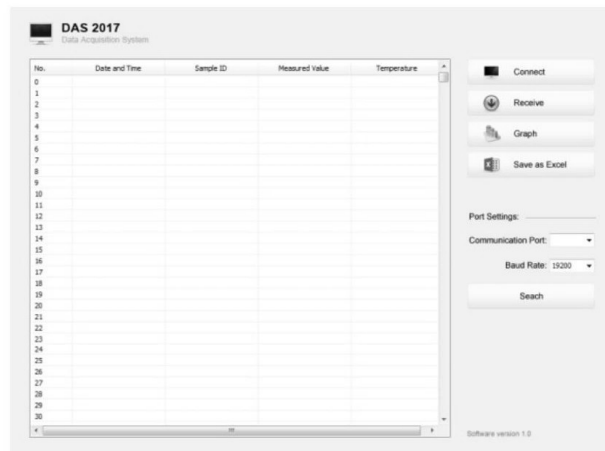 DAS 2017
Data Acquisition System
No. Date and Time Sample ID Measured Value Temperature
0
1
2
3
4
5
6
7
8
9
10
11
12
13
14
15
16
17
18
19
20
21
22
23
24
25
26
27
28
29
30
Connect
Receive
Graph
Save as Excel
Port Settings:
Communication Port:
Baud Rate: 19200
Seach
Software version 1.0